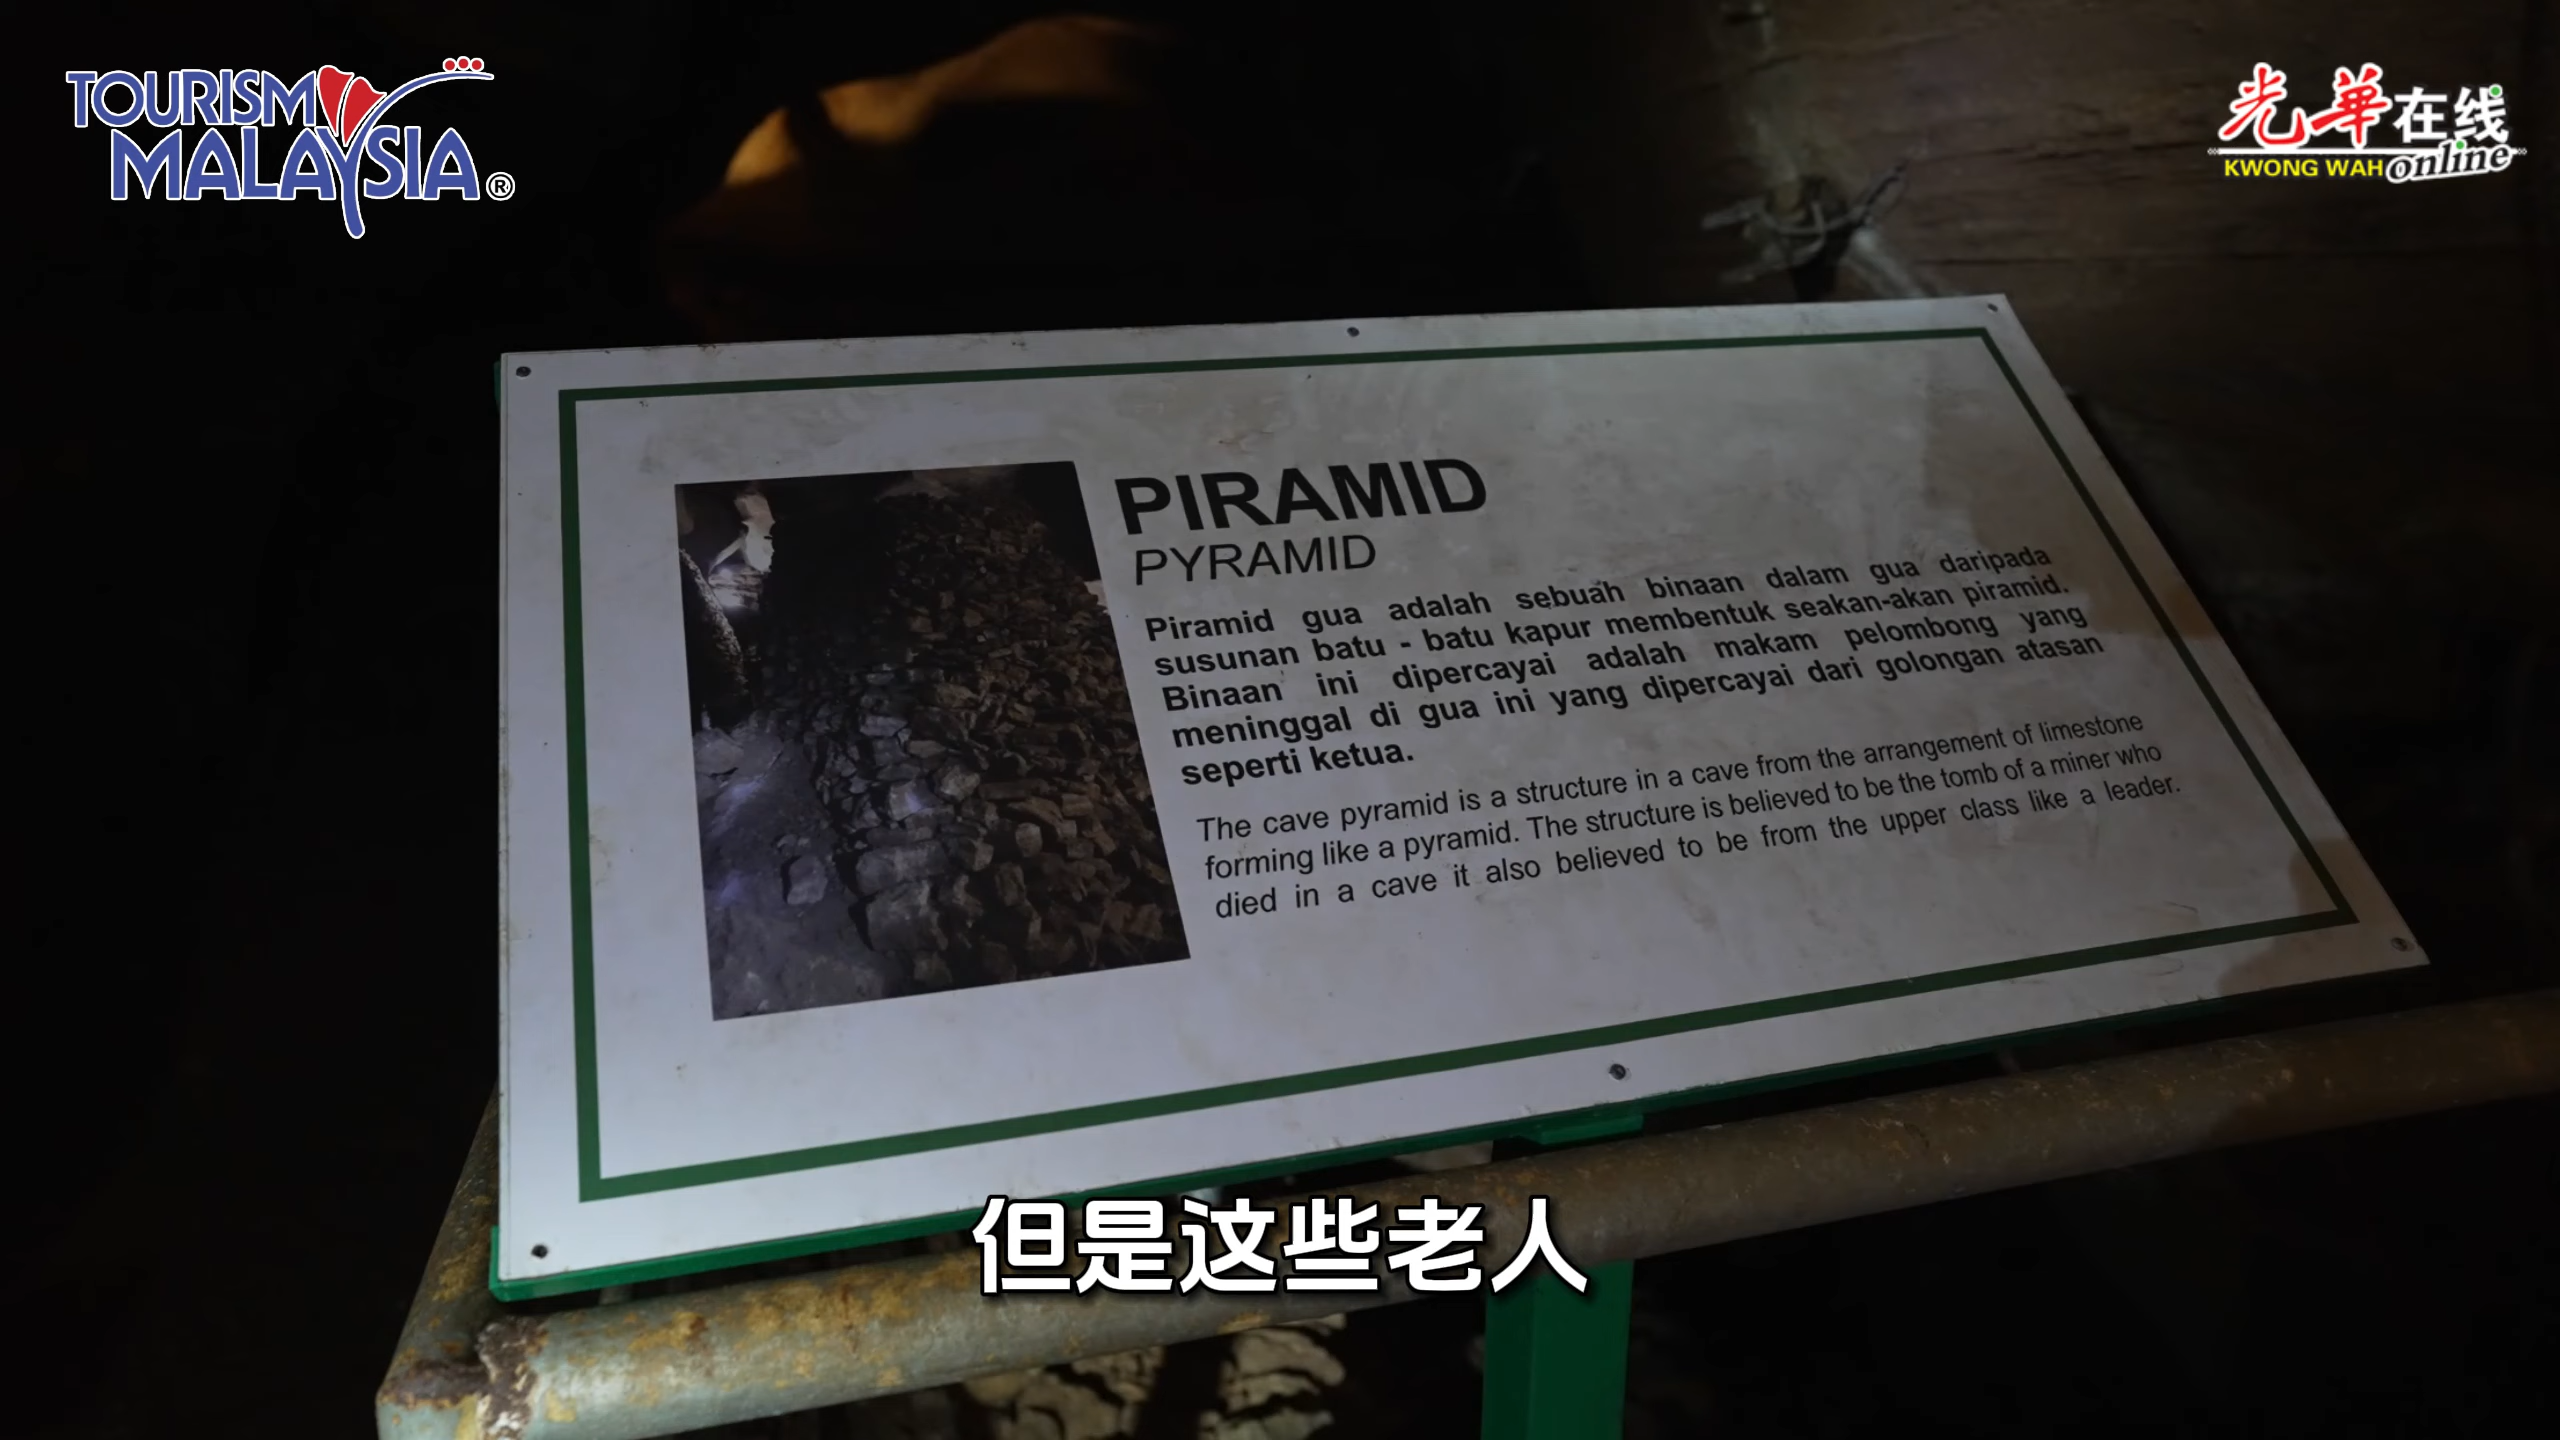 TOURISM
MALAYSIA®
光華在线
KWONG WAH online
PIRAMID
PYRAMID
Piramid gua adalah sebuah binaan dalam gua daripada
susunan batu - batu kapur membentuk seakan-akan piramid.
Binaan ini dipercayai adalah makam pelombong yang
meninggal di gua ini yang dipercayai dari golongan atasan
seperti ketua.
The cave pyramid is a structure in a cave from the arrangement of limestone
forming like a pyramid. The structure is believed to be the tomb of a miner who
died in a cave it also believed to be from the upper class like a leader.
但是这些老人